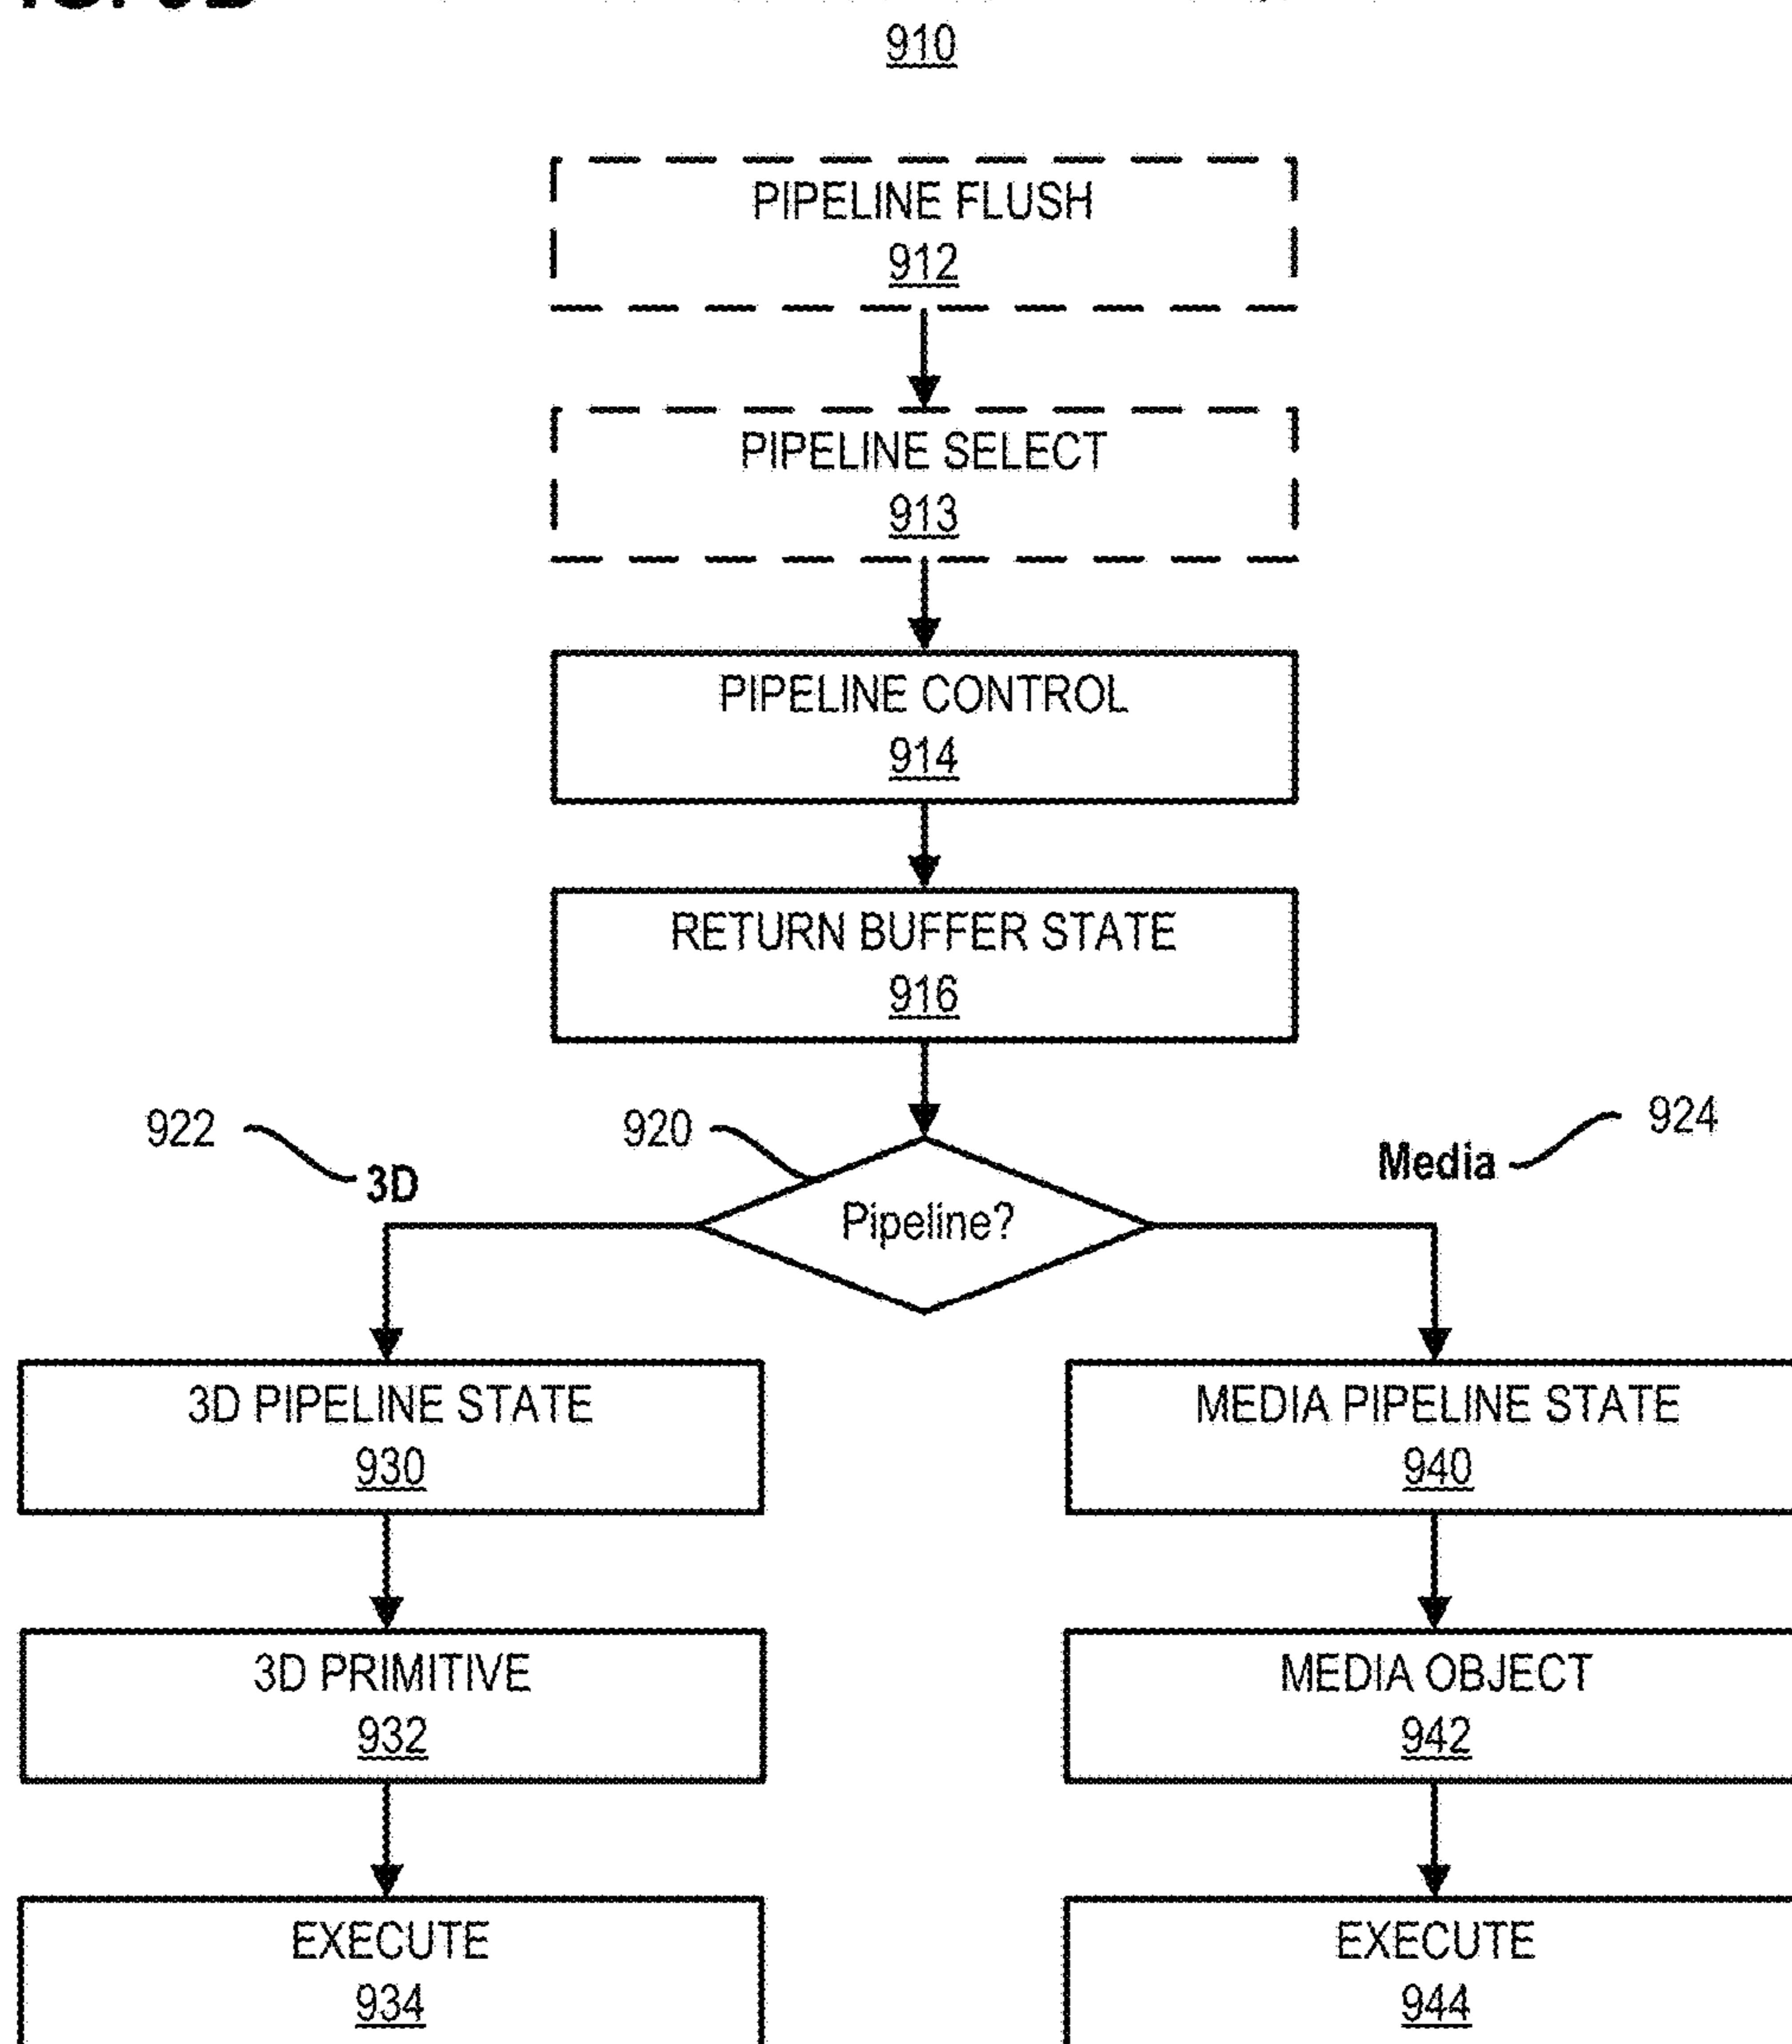 910
PIPELINE FLUSH
912
PIPELINE SELECT
913
PIPELINE CONTROL
914
RETURN BUFFER STATE
916
922
920
924
3D
Media
Pipeline?
3D PIPELINE STATE
930
MEDIA PIPELINE STATE
940
3D PRIMITIVE
932
MEDIA OBJECT
942
EXECUTE
934
EXECUTE
944